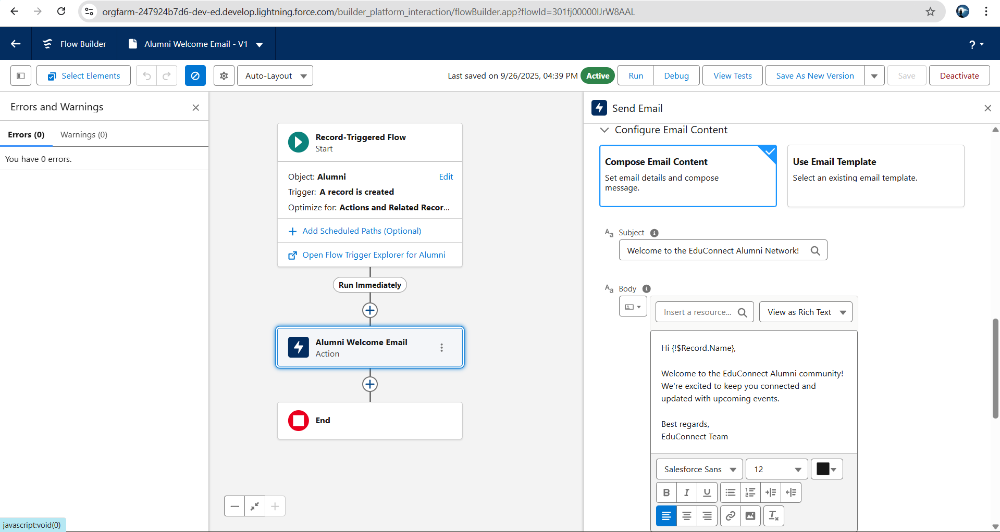 orgfarm-247924b7d6-dev-ed.develop.lightning.force.com/builder_platform_interaction/flowBuilder.app?flowId=301fj00000IJrW8AAL
Flow Builder
Alumni Welcome Email - V1
?
Select Elements
Auto-Layout
Last saved on 9/26/2025, 04:39 PM
Active
Run
Debug
View Tests
Save As New Version
Save
Deactivate
Errors and Warnings
Errors (0)
Warnings (0)
You have 0 errors.
Record-Triggered Flow
Start
Object: Alumni
Edit
Trigger: A record is created
Optimize for: Actions and Related Recor...
Add Scheduled Paths (Optional)
Open Flow Trigger Explorer for Alumni
Run Immediately
Alumni Welcome Email
Action
End
Send Email
Configure Email Content
Compose Email Content
Set email details and compose
message.
Use Email Template
Select an existing email template.
Aa Subject
Welcome to the EduConnect Alumni Network!
Aa Body
A
Insert a resource...
View as Rich Text
Hi {!$Record.Name},
Welcome to the EduConnect Alumni community!
We're excited to keep you connected and
updated with upcoming events.
Best regards,
EduConnect Team
Salesforce Sans
12
B I U
javascript:void(0)